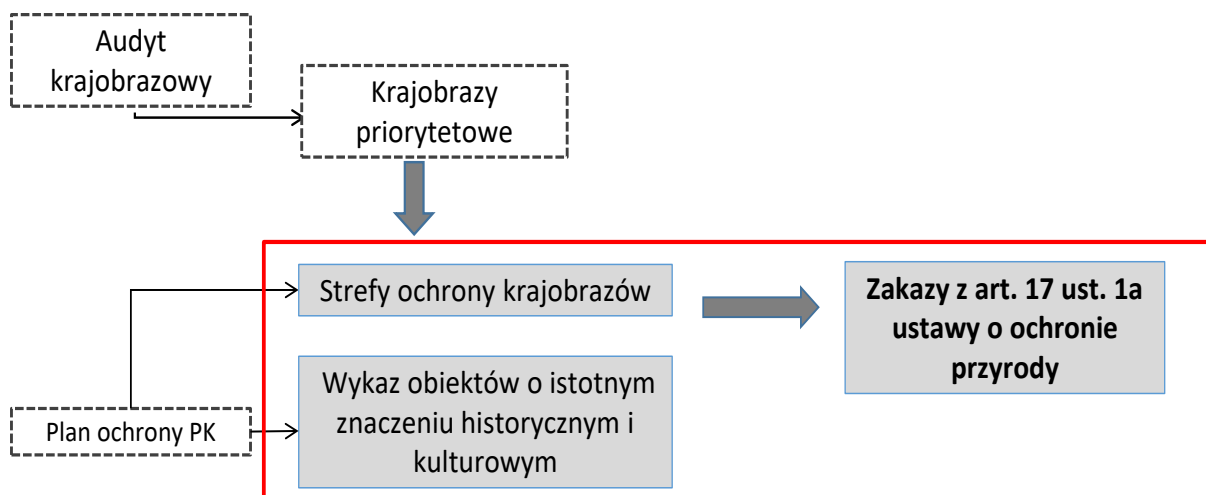 Audyt
krajobrazowy
Krajobrazy
priorytetowe
Strefy ochrony krajobrazów
Zakazy z art. 17 ust. 1a
ustawy o ochronie
przyrody
Wykaz obiektów o istotnym
znaczeniu historycznym i
kulturowym
Plan ochrony PK